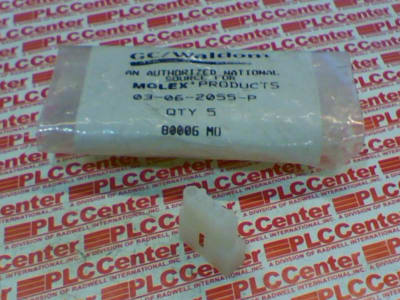 GC/Waldom
AN AUTHORIZED NATIONAL
SOURCE FOR
MOLEX® PRODUCTS
03-06-2055-P
QTY 5
80006 MO
PLCCenter
A DIVISION OF RADWELL INTERNATIONAL, INC.